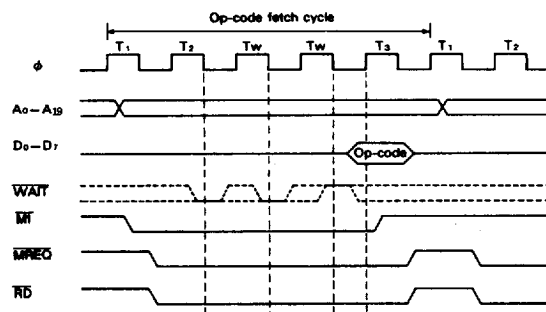 Op-code fetch cycle
T1 T2 Tw Tw T3 T1 T2
φ
A0–A19
D0–D7
Op-code
WAIT
M1
MREQ
RD